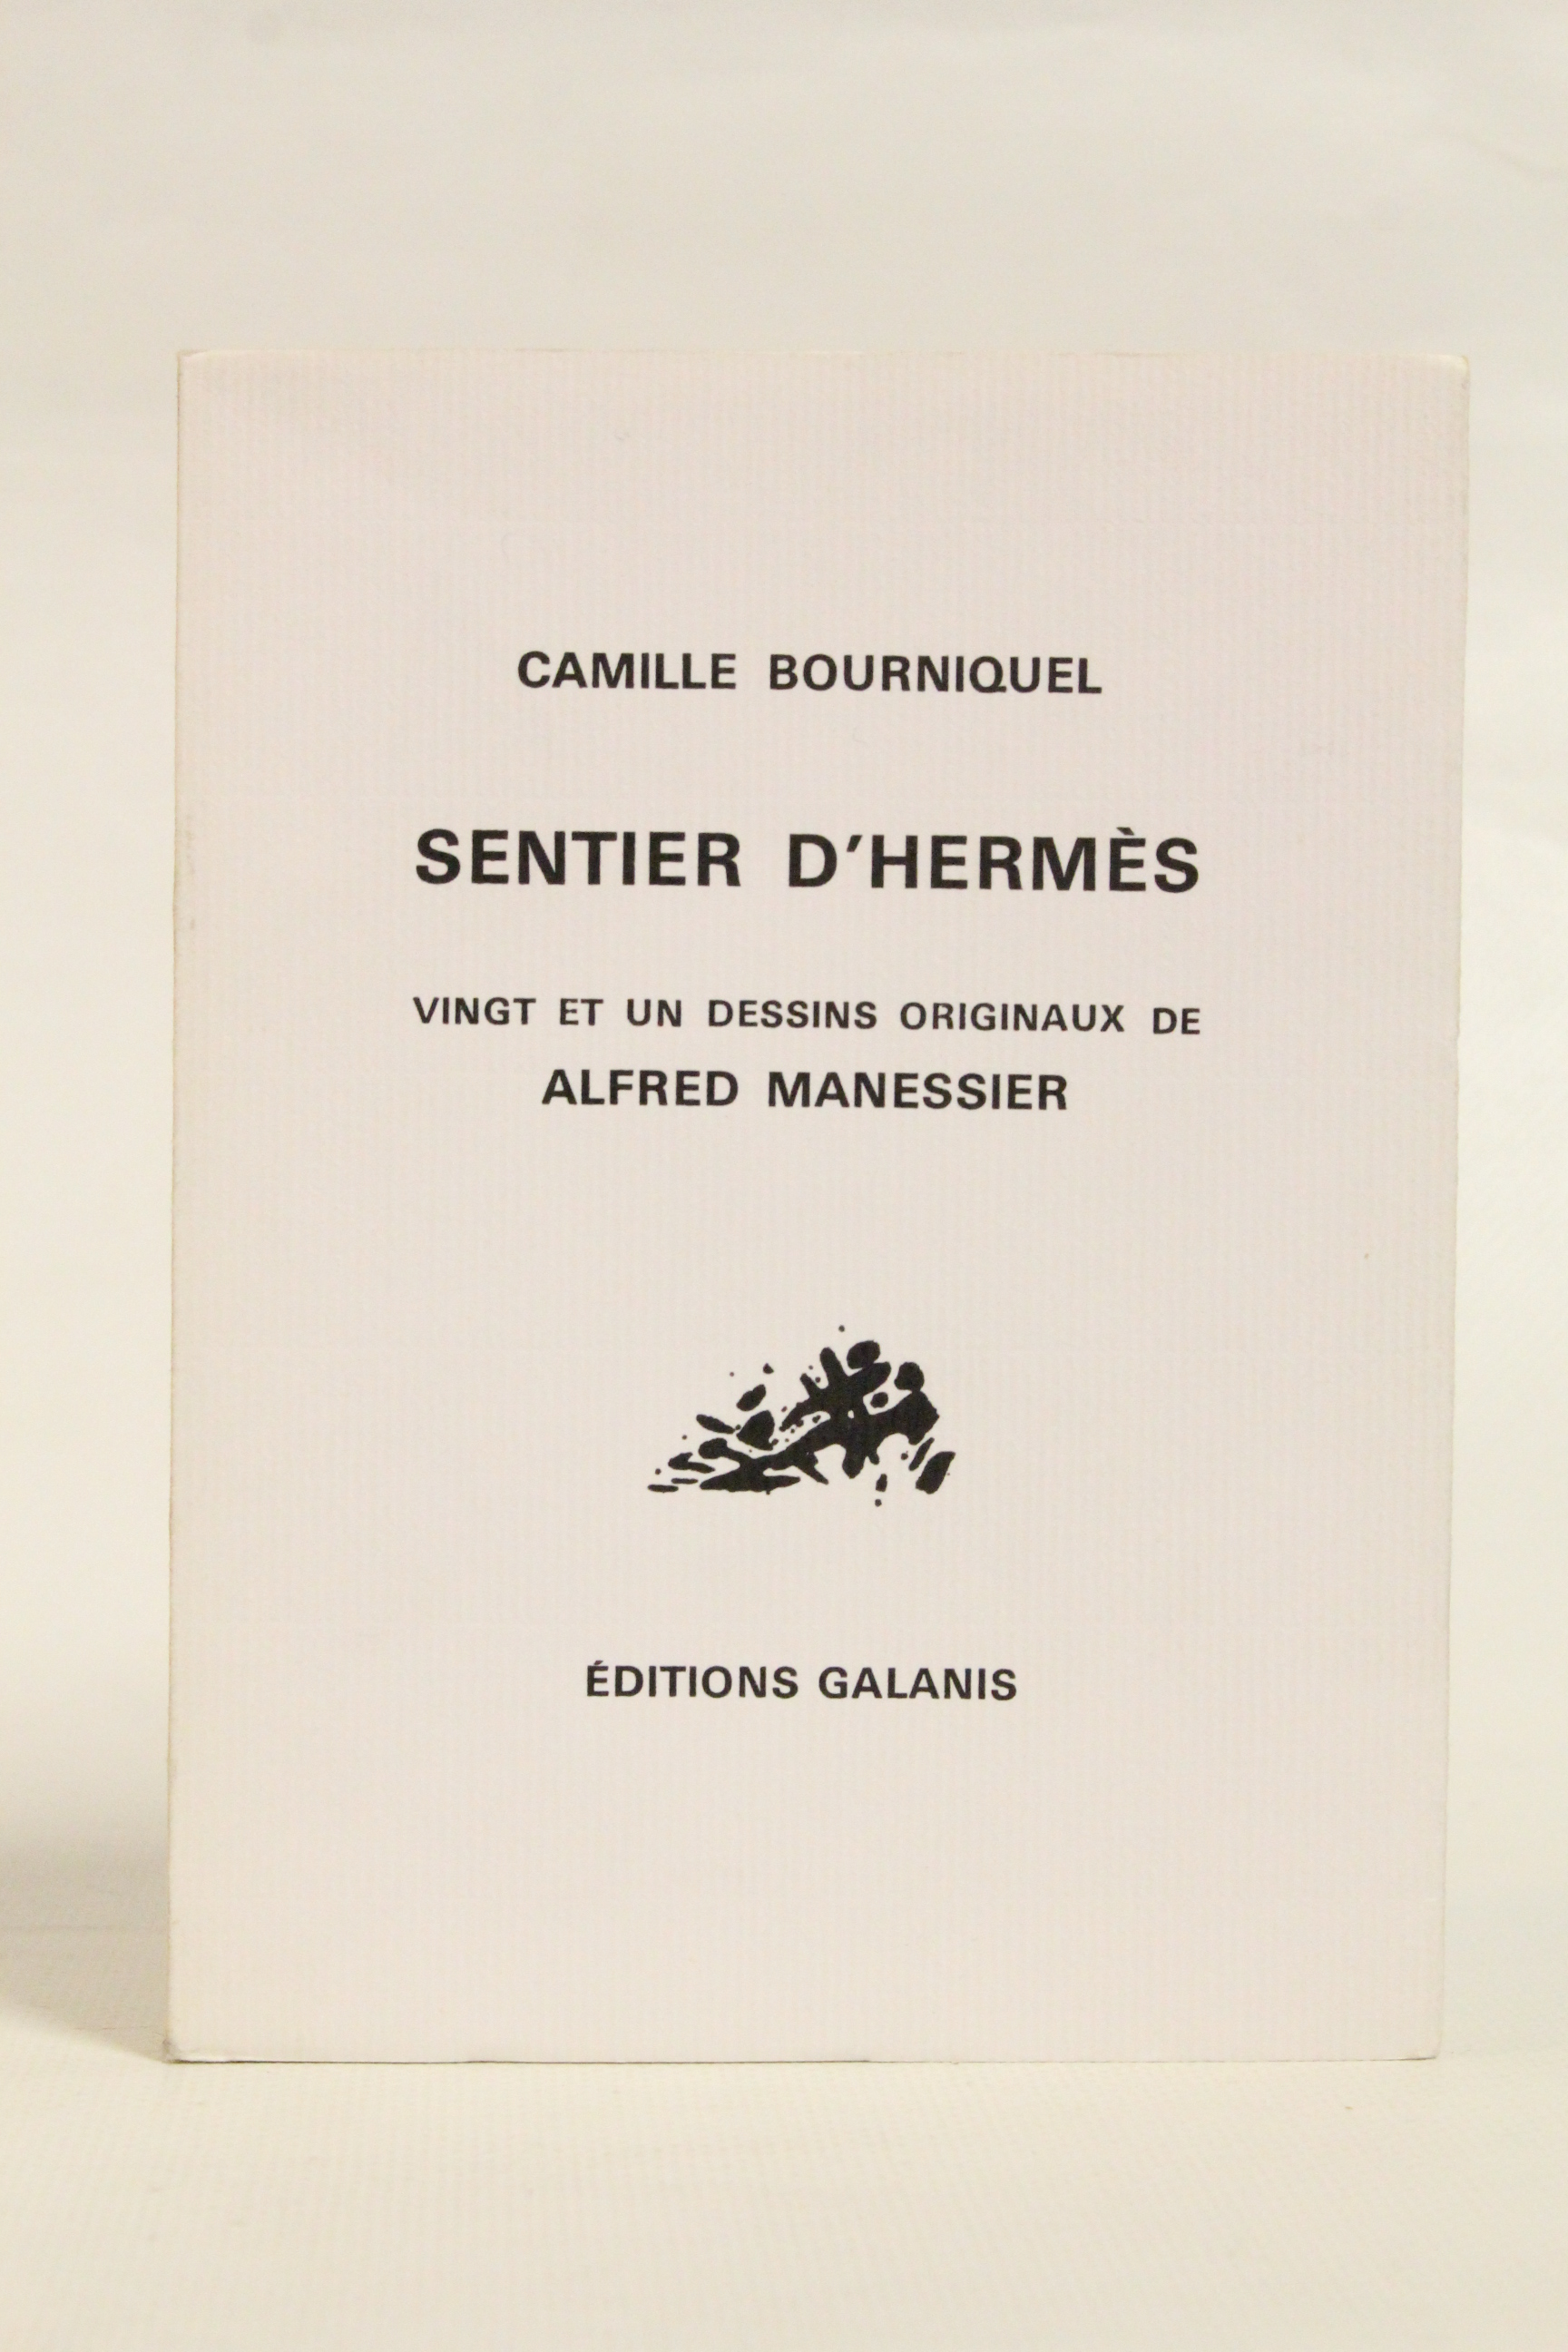 CAMILLE BOURNIQUEL
SENTIER D'HERMÈS
VINGT ET UN DESSINS ORIGINAUX DE
ALFRED MANESSIER
ÉDITIONS GALANIS